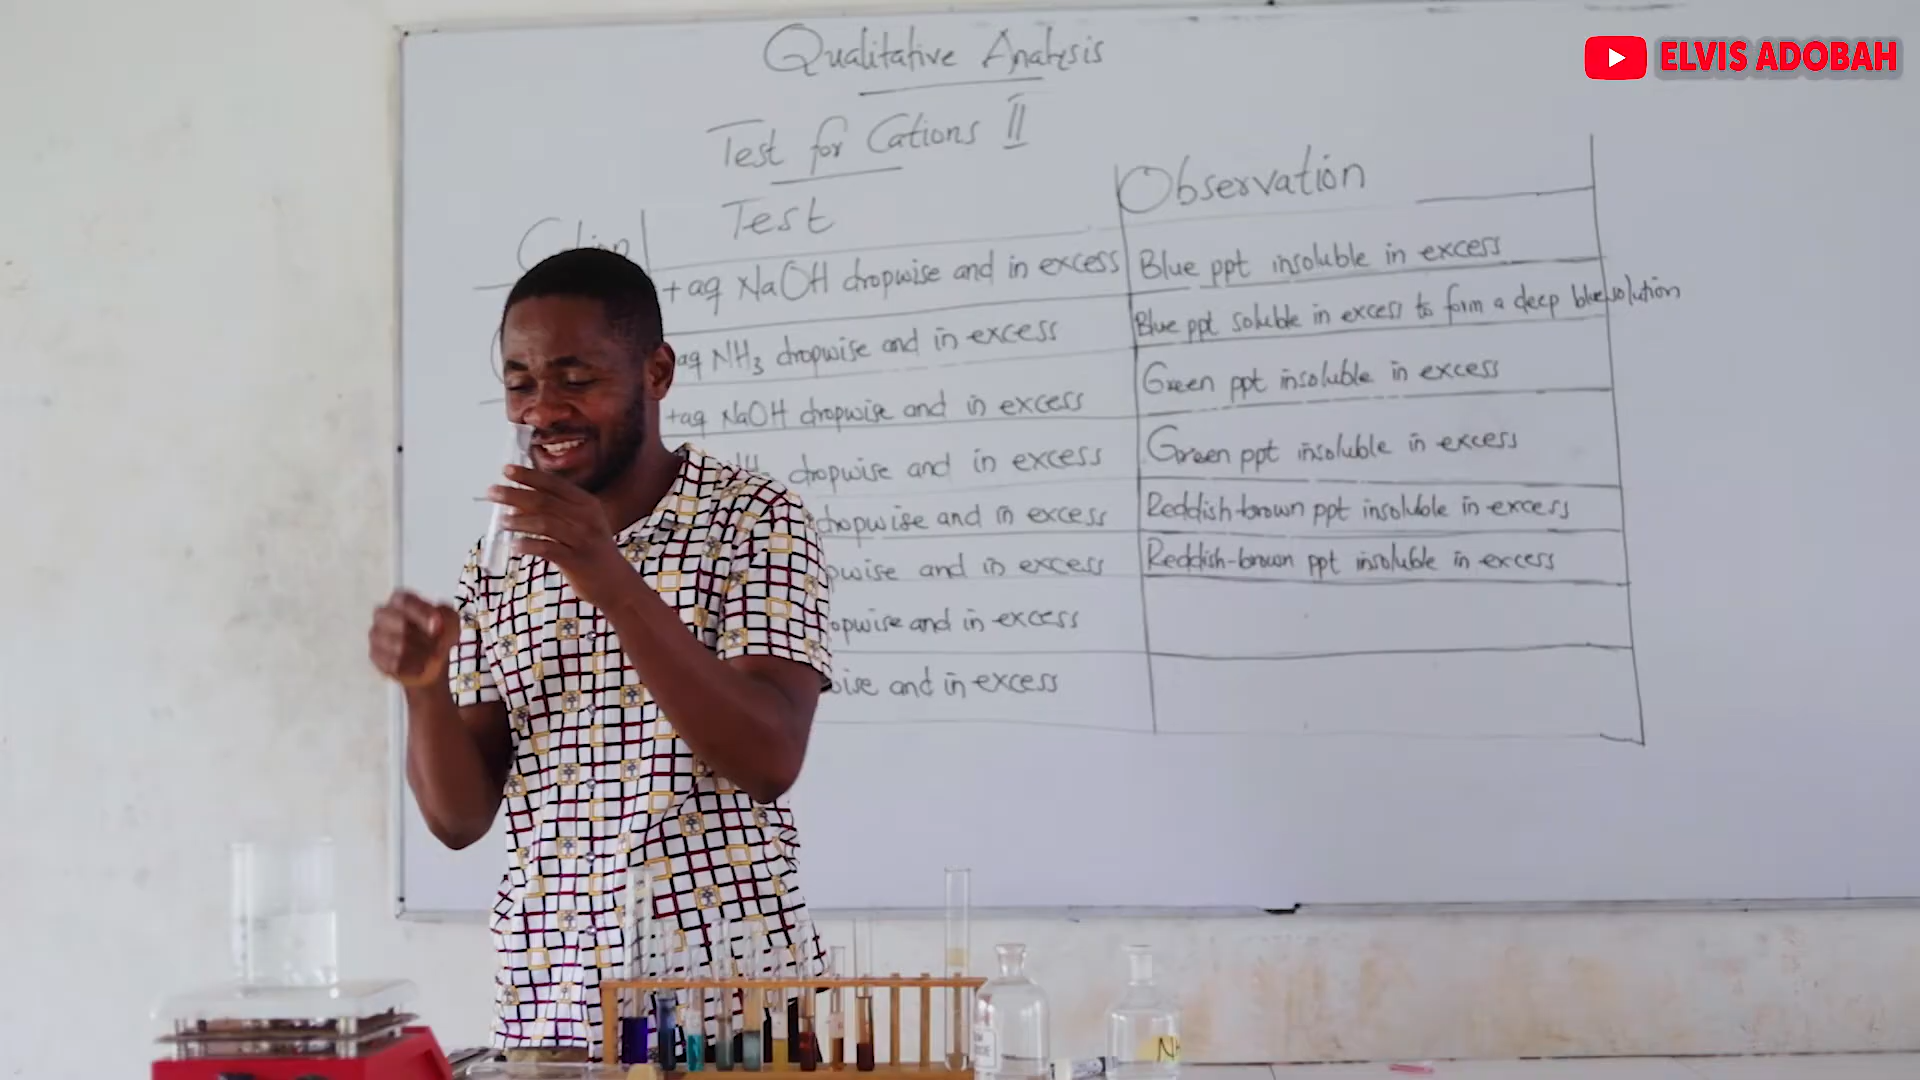 ELVIS ADOBAH
Qualitative Analysis
Test for Cations II
Test Observation
+aq NaOH dropwise and in excess Blue ppt insoluble in excess
aq NH3 dropwise and in excess Blue ppt soluble in excess to form a deep blue solution
+aq NaOH dropwise and in excess Green ppt insoluble in excess
dropwise and in excess Green ppt insoluble in excess
dropwise and in excess Reddish-brown ppt insoluble in excess
pwise and in excess Reddish-brown ppt insoluble in excess
opwise and in excess
wise and in excess